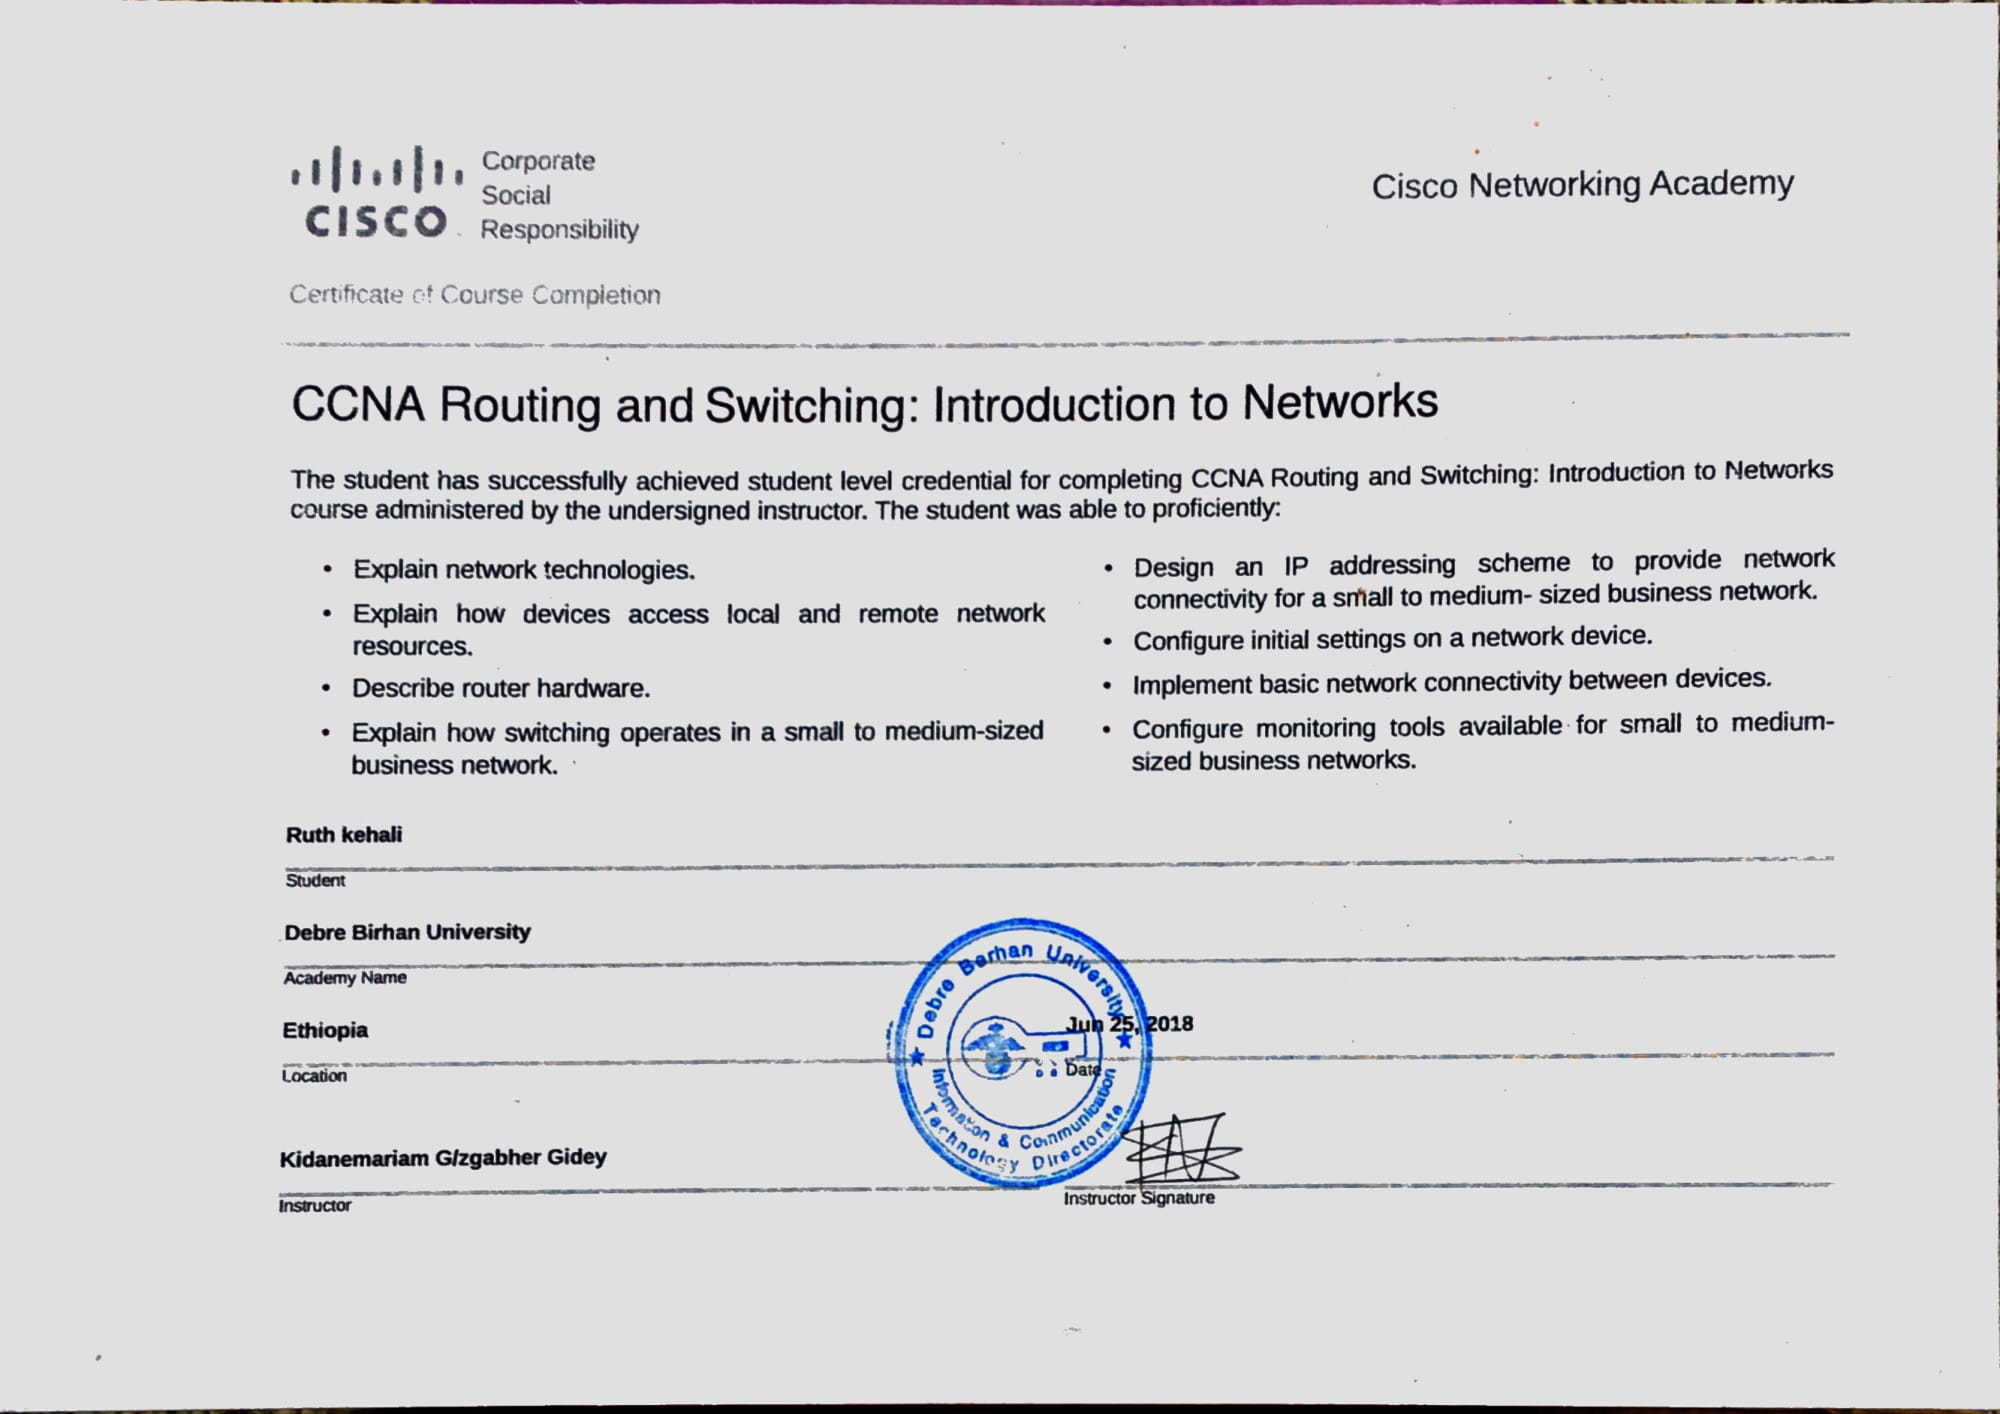 CISCO
Corporate
Social
Responsibility
Cisco Networking Academy
Certificate of Course Completion
CCNA Routing and Switching: Introduction to Networks
The student has successfully achieved student level credential for completing CCNA Routing and Switching: Introduction to Networks
course administered by the undersigned instructor. The student was able to proficiently:
• Explain network technologies.
• Explain how devices access local and remote network
resources.
• Describe router hardware.
• Explain how switching operates in a small to medium-sized
business network.
• Design an IP addressing scheme to provide network
connectivity for a small to medium- sized business network.
• Configure initial settings on a network device.
• Implement basic network connectivity between devices.
• Configure monitoring tools available for small to medium-
sized business networks.
Ruth kehali
Student
Debre Birhan University
Academy Name
Ethiopia
Location
Jun 25, 2018
Date
Debre Berhan University
Information & Communication
Technology Directorate
Kidanemariam G/zgabher Gidey
Instructor
Instructor Signature